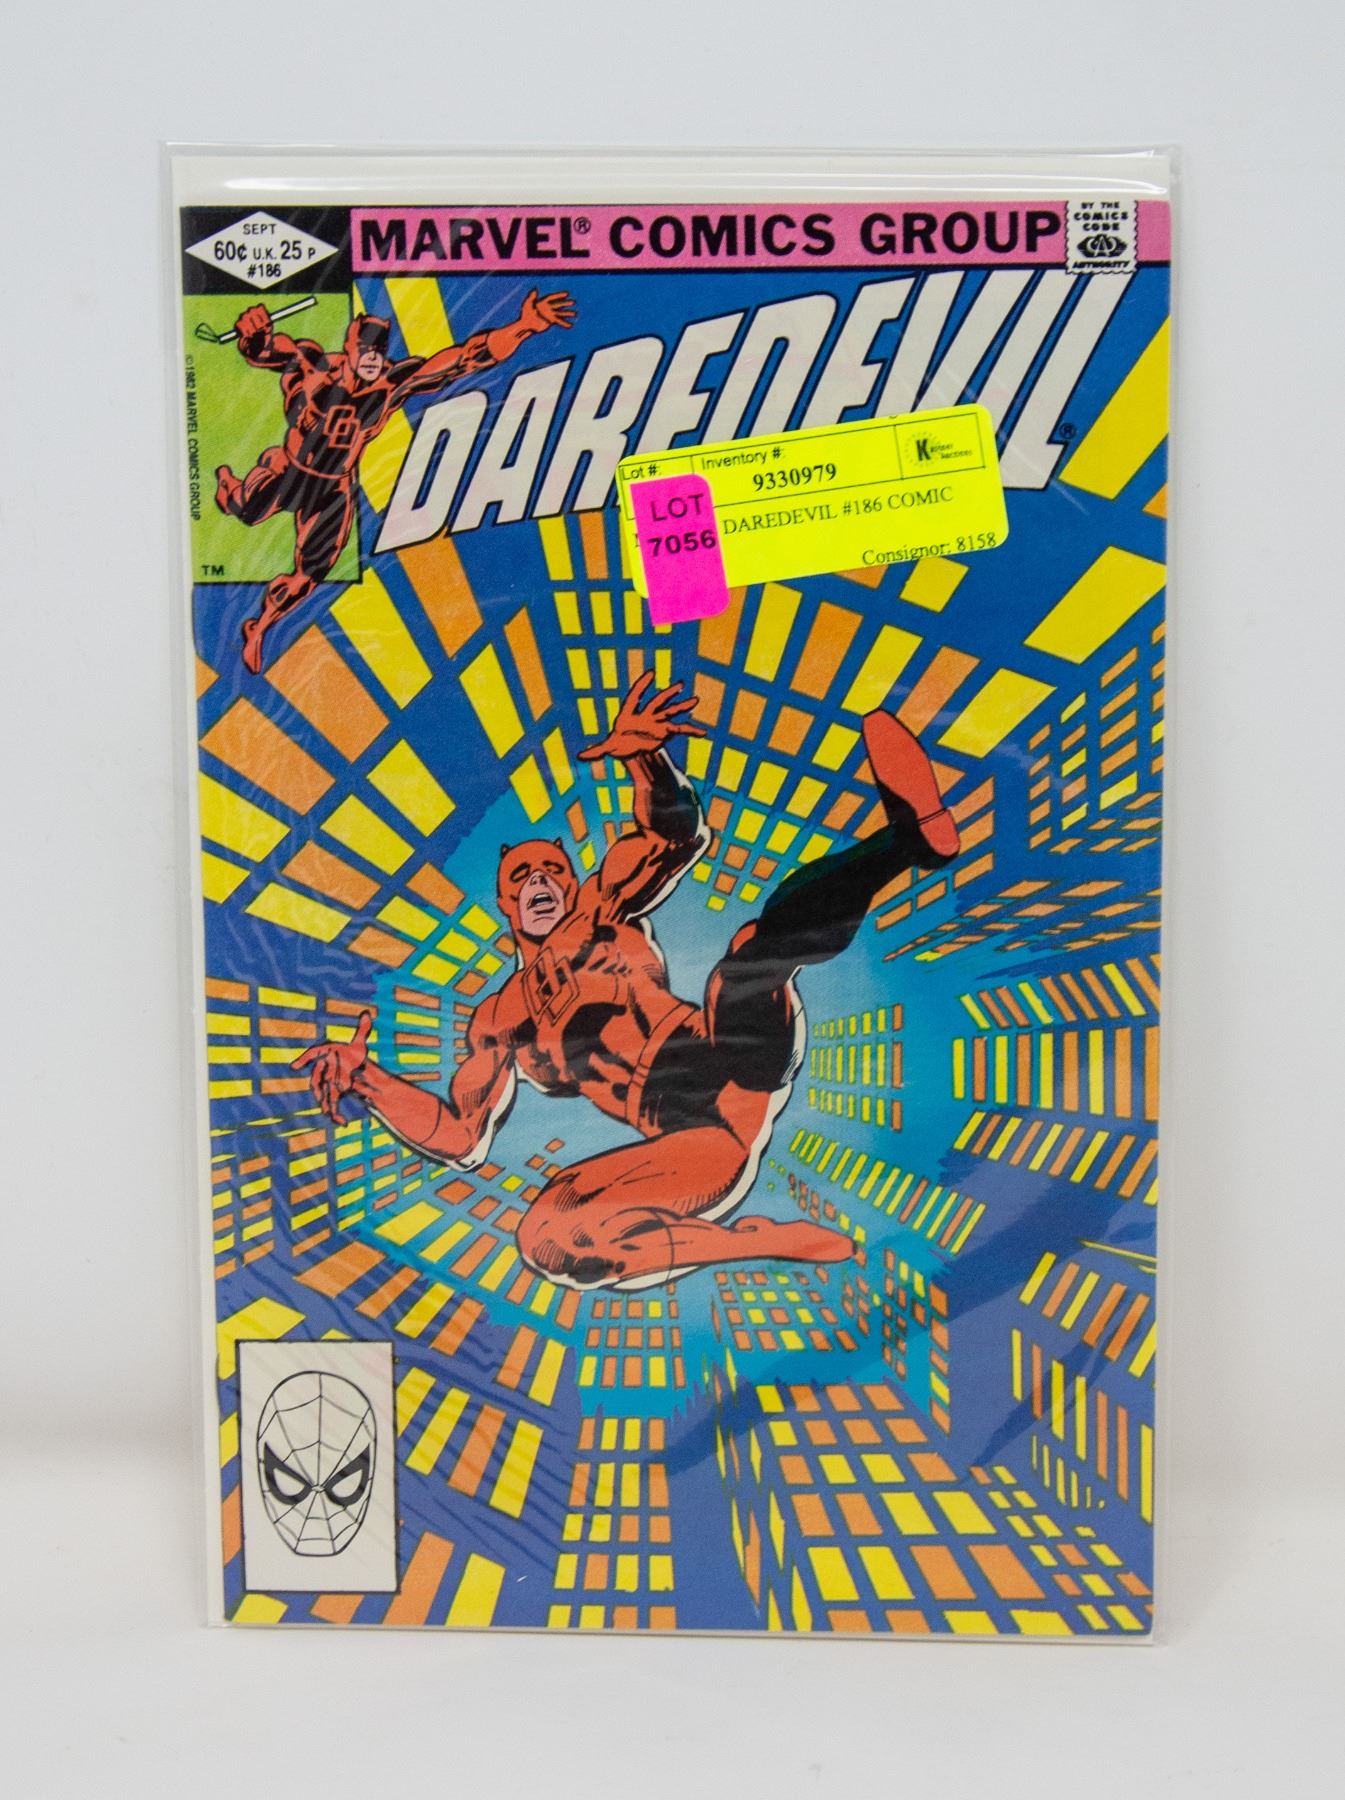 MARVEL® COMICS GROUP
BY THE
COMICS
CODE
AUTHORITY
SEPT
60¢ U.K. 25 P
#186
© 1982 MARVEL COMICS GROUP
TM
DAREDEVIL®
Lot #:
Inventory #:
9330979
LOT
7056
DAREDEVIL #186 COMIC
Consignor: 8158